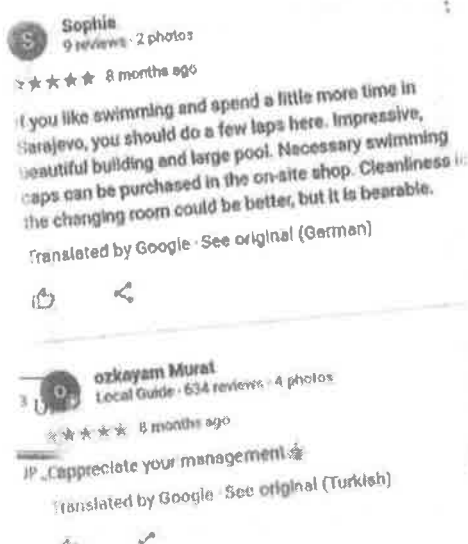 S
Sophie
9 reviews · 2 photos
8 months ago
you like swimming and spend a little more time in
Sarajevo, you should do a few laps here. Impressive,
beautiful building and large pool. Necessary swimming
caps can be purchased in the on-site shop. Cleanliness
the changing room could be better, but it is bearable.
Translated by Google · See original (German)
ozkayam Murat
Local Guide · 634 reviews · 4 photos
8 months ago
appreciate your management
Translated by Google · See original (Turkish)